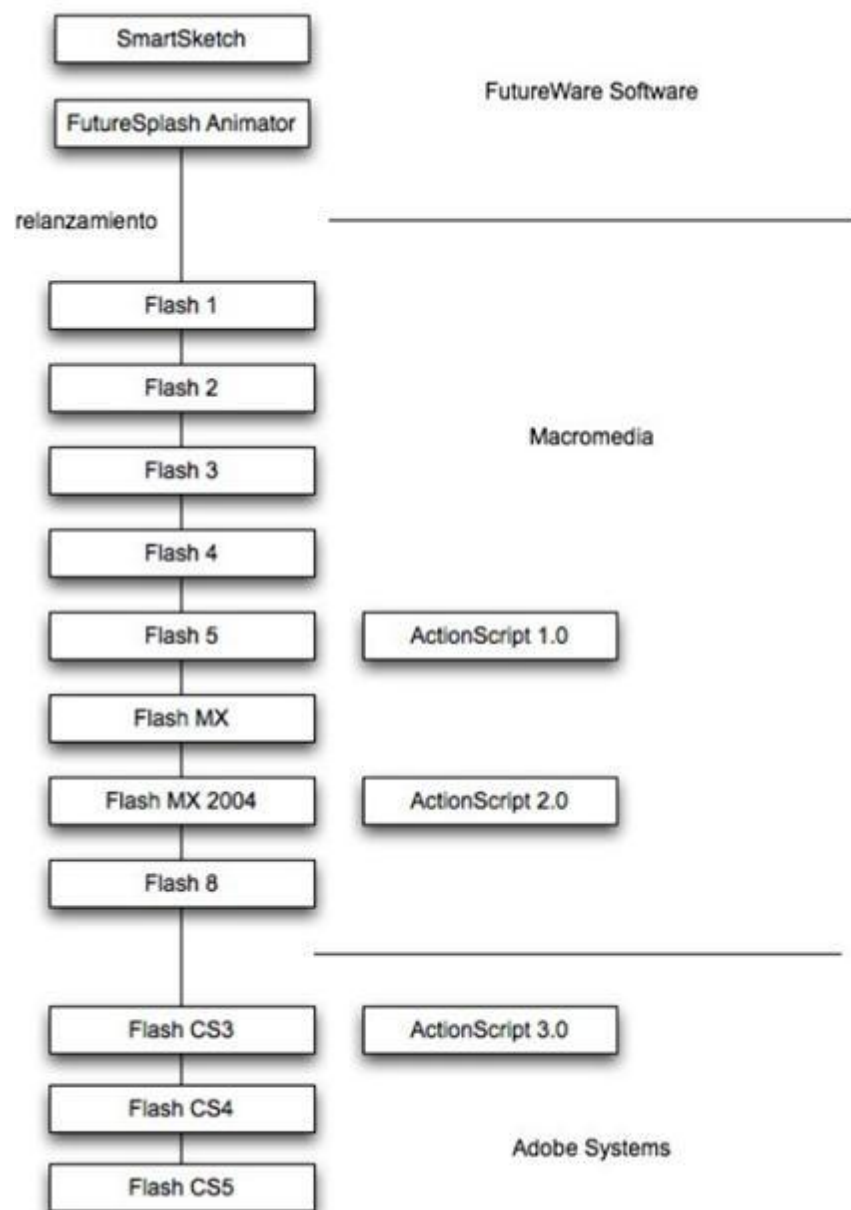 SmartSketch
FutureWare Software
FutureSplash Animator
relanzamiento
Flash 1
Flash 2
Macromedia
Flash 3
Flash 4
Flash 5
ActionScript 1.0
Flash MX
Flash MX 2004
ActionScript 2.0
Flash 8
Flash CS3
ActionScript 3.0
Flash CS4
Adobe Systems
Flash CS5